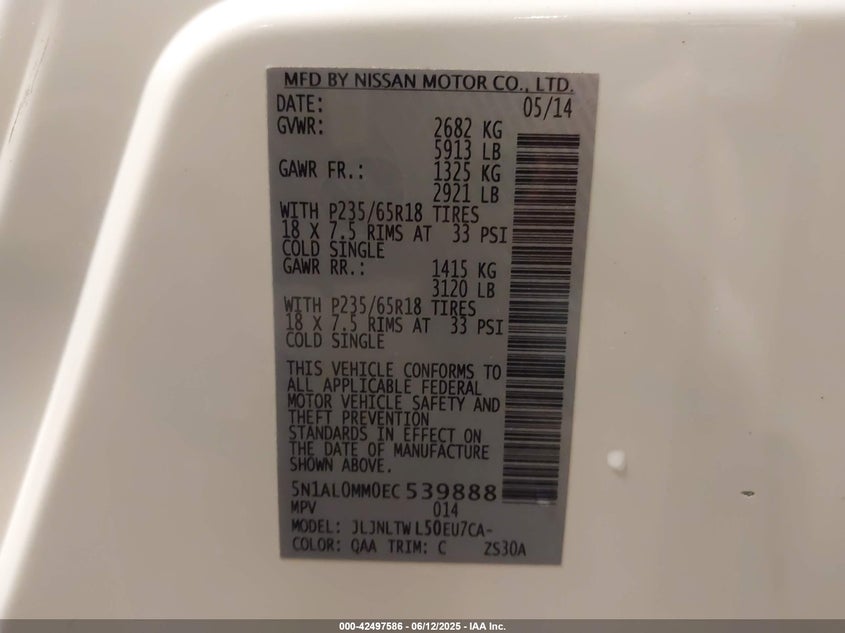 MFD BY NISSAN MOTOR CO., LTD.
DATE: 05/14
GVWR: 2682 KG
5913 LB
GAWR FR.: 1325 KG
2921 LB
WITH P235/65R18 TIRES
18 X 7.5 RIMS AT 33 PSI
COLD SINGLE
GAWR RR.: 1415 KG
3120 LB
WITH P235/65R18 TIRES
18 X 7.5 RIMS AT 33 PSI
COLD SINGLE
THIS VEHICLE CONFORMS TO
ALL APPLICABLE FEDERAL
MOTOR VEHICLE SAFETY AND
THEFT PREVENTION
STANDARDS IN EFFECT ON
THE DATE OF MANUFACTURE
SHOWN ABOVE.
5N1AL0MM0EC539888
MPV 014
MODEL: JLJNLTWL50EU7CA-
COLOR: QAA TRIM: C ZS30A
000-42497586 - 06/12/2025 - IAA Inc.